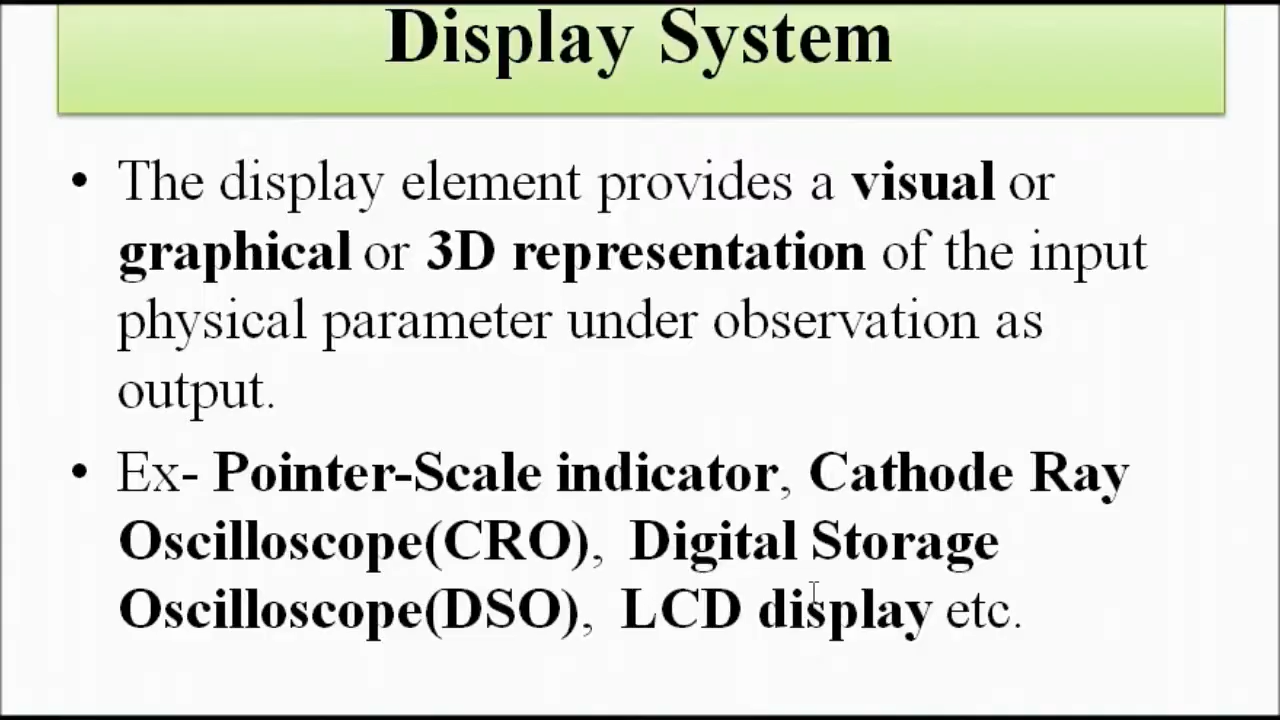 Display System
• The display element provides a visual or
graphical or 3D representation of the input
physical parameter under observation as
output.
• Ex- Pointer-Scale indicator, Cathode Ray
Oscilloscope(CRO), Digital Storage
Oscilloscope(DSO), LCD display etc.